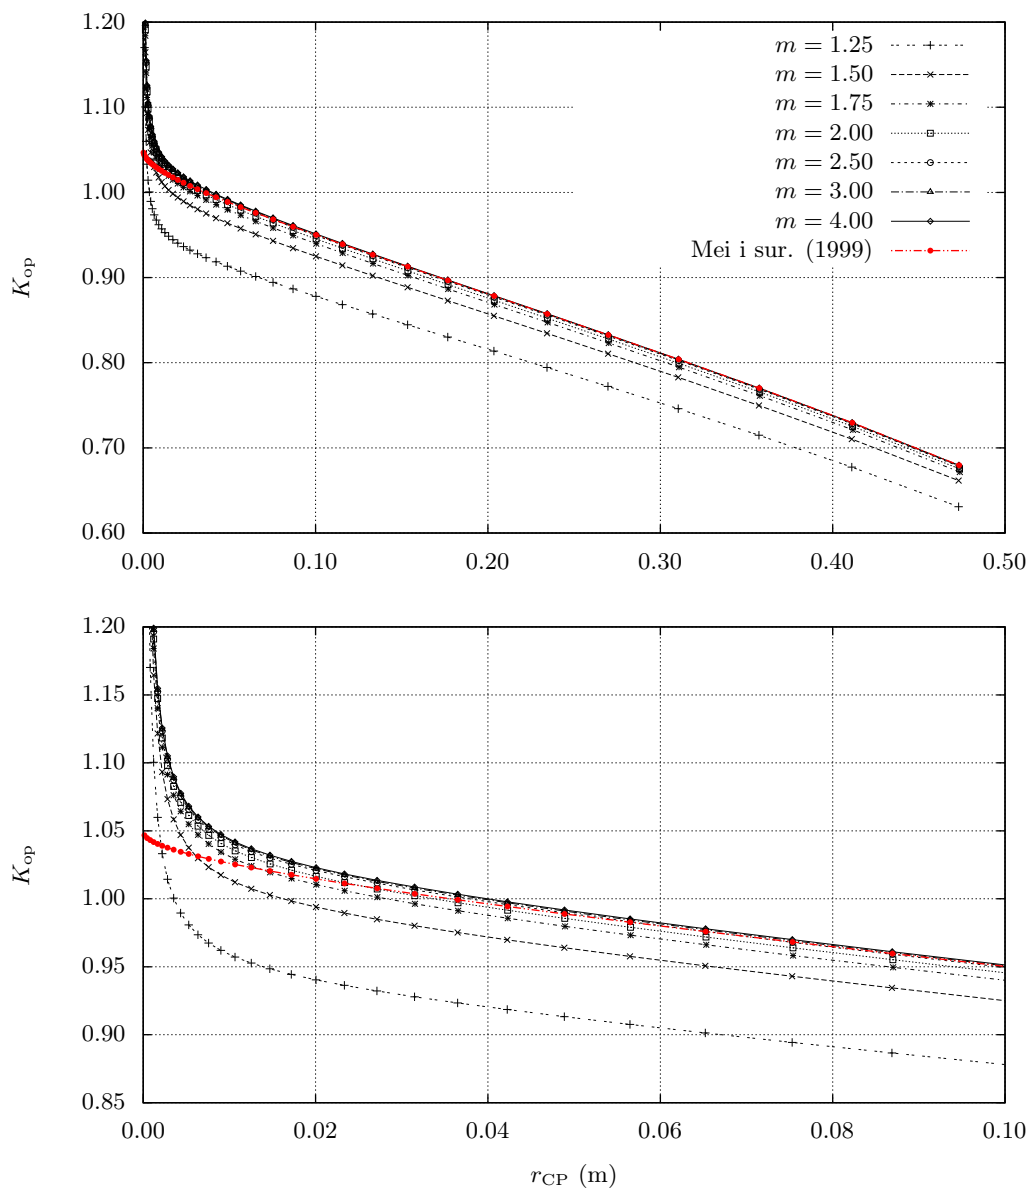 1.20
1.10
1.00
0.90
0.80
0.70
0.60
K_op
m = 1.25
m = 1.50
m = 1.75
m = 2.00
m = 2.50
m = 3.00
m = 4.00
Mei i sur. (1999)
0.00 0.10 0.20 0.30 0.40 0.50
1.20
1.15
1.10
1.05
1.00
0.95
0.90
0.85
K_op
0.00 0.02 0.04 0.06 0.08 0.10
r_CP (m)